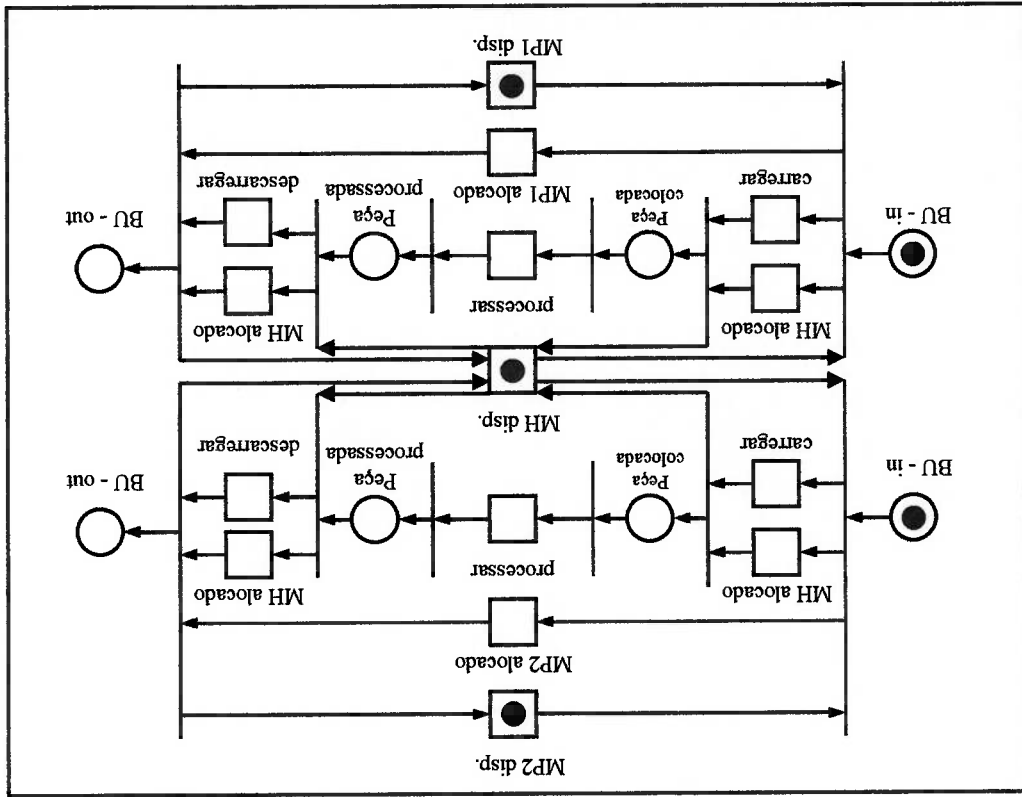 MP2 disp.
MP2 alocado
MH alocado
processar
MH alocado
BU - in
carregar
Peça
colocada
Peça
processada
descarregar
BU - out
MH disp.
MH alocado
processar
MH alocado
BU - in
carregar
Peça
colocada
MP1 alocado
Peça
processada
descarregar
BU - out
MP1 disp.